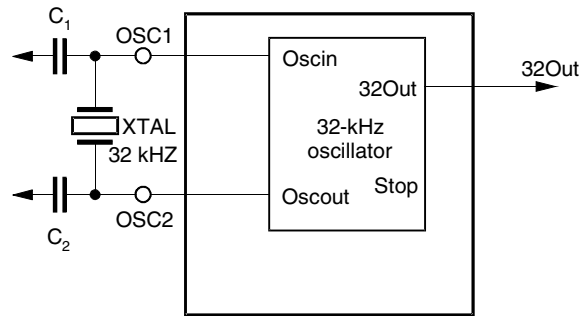 C1
OSC1
Oscin
32Out
32Out
XTAL
32 kHZ
32-kHz
oscillator
Stop
Oscout
OSC2
C2